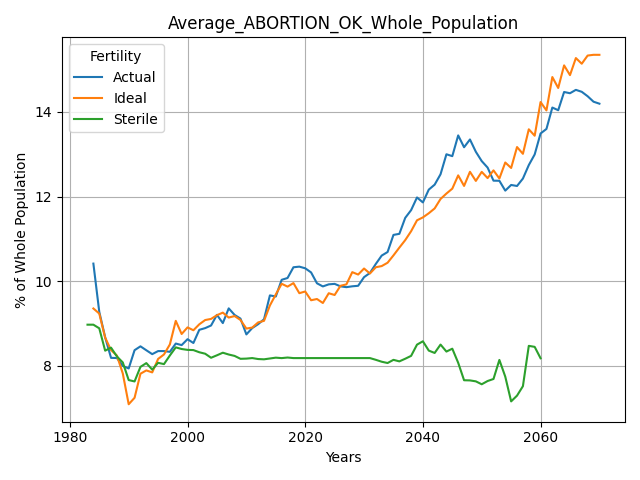 Average_ABORTION_OK_Whole_Population
Fertility
Actual
Ideal
Sterile
% of Whole Population
14
12
10
8
1980 2000 2020 2040 2060
Years